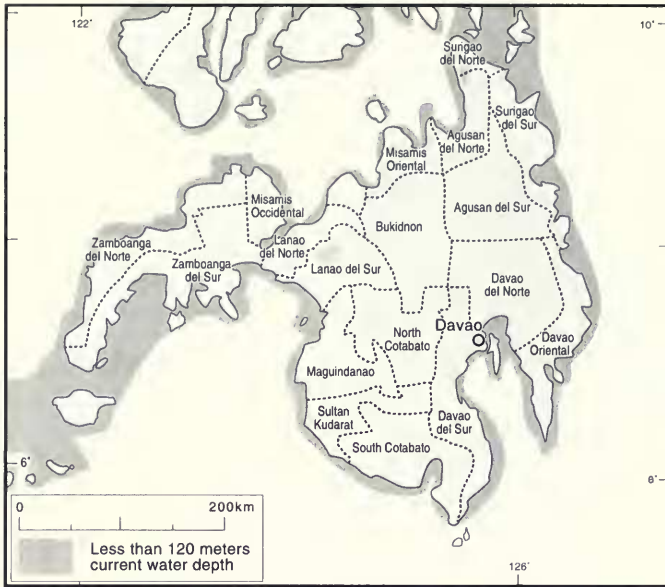 122°
10°
Surigao
del Norte
Surigao
del Sur
Agusan
del Norte
Misamis
Oriental
Misamis
Occidental
Agusan del Sur
Bukidnon
Zamboanga
del Norte
Lanao
del Norte
Zamboanga
del Sur
Lanao del Sur
Davao
del Norte
North
Cotabato
Davao
Davao
Oriental
Maguindanao
Sultan
Kudarat
Davao
del Sur
South Cotabato
6°
6°
0
200km
Less than 120 meters
current water depth
126°